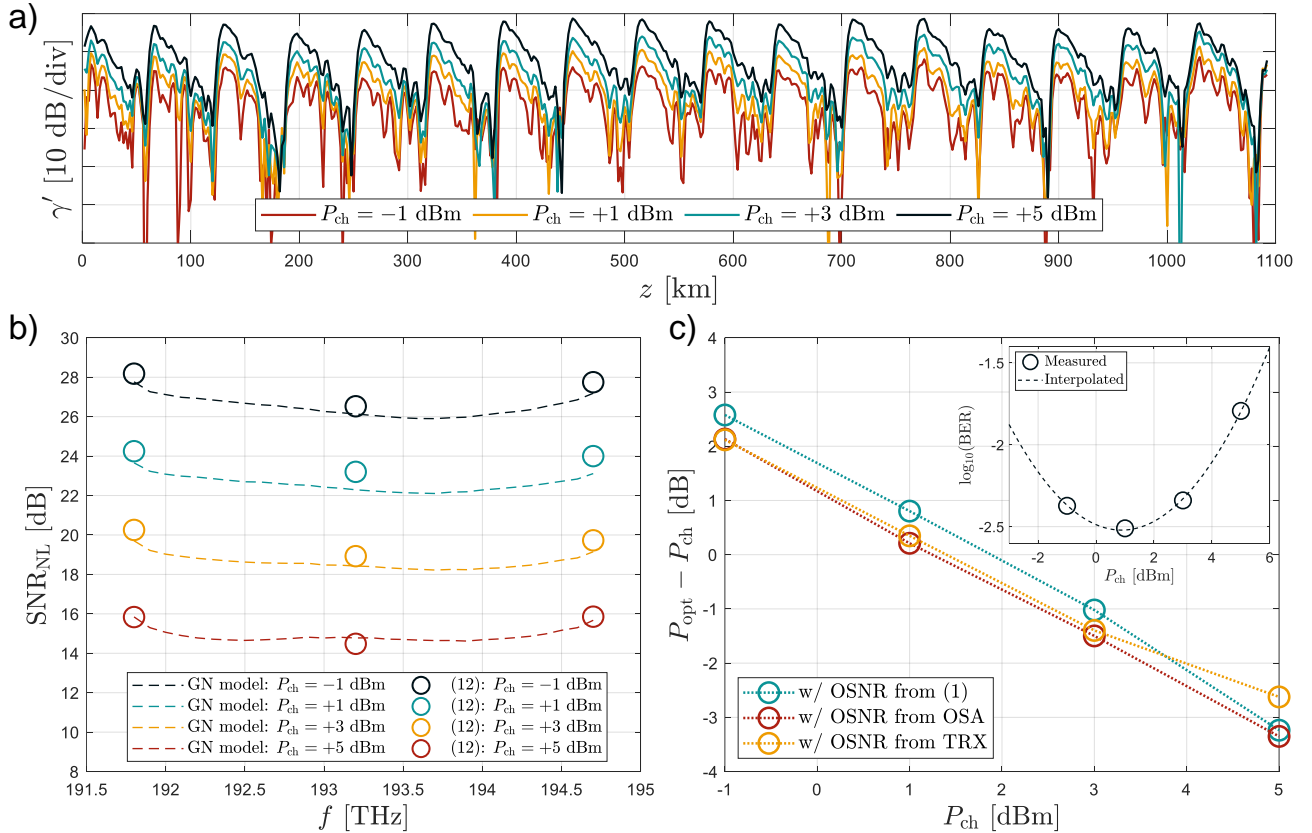 a)
γ′ [10 dB/div]
P_ch = −1 dBm P_ch = +1 dBm P_ch = +3 dBm P_ch = +5 dBm
0 100 200 300 400 500 600 700 800 900 1000 1100
z [km]
b)
SNR_NL [dB]
30
28
26
24
22
20
18
16
14
12
10
8
GN model: P_ch = −1 dBm (12): P_ch = −1 dBm
GN model: P_ch = +1 dBm (12): P_ch = +1 dBm
GN model: P_ch = +3 dBm (12): P_ch = +3 dBm
GN model: P_ch = +5 dBm (12): P_ch = +5 dBm
191.5 192 192.5 193 193.5 194 194.5 195
f [THz]
c)
P_opt − P_ch [dB]
4
3
2
1
0
-1
-2
-3
-4
Measured
Interpolated
log₁₀(BER)
-1.5
-2
-2.5
-2 0 2 4 6
P_ch [dBm]
w/ OSNR from (1)
w/ OSNR from OSA
w/ OSNR from TRX
-1 0 1 2 3 4 5
P_ch [dBm]